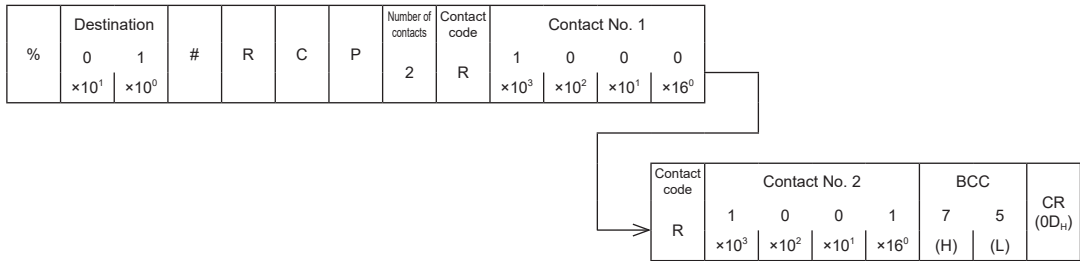 % Destination # R C P Number of contacts Contact code Contact No. 1
0 1 2 R 1 0 0 0
×10¹ ×10⁰ ×10³ ×10² ×10¹ ×16⁰
Contact code Contact No. 2 BCC CR (0Dₕ)
R 1 0 0 1 7 5
×10³ ×10² ×10¹ ×16⁰ (H) (L)